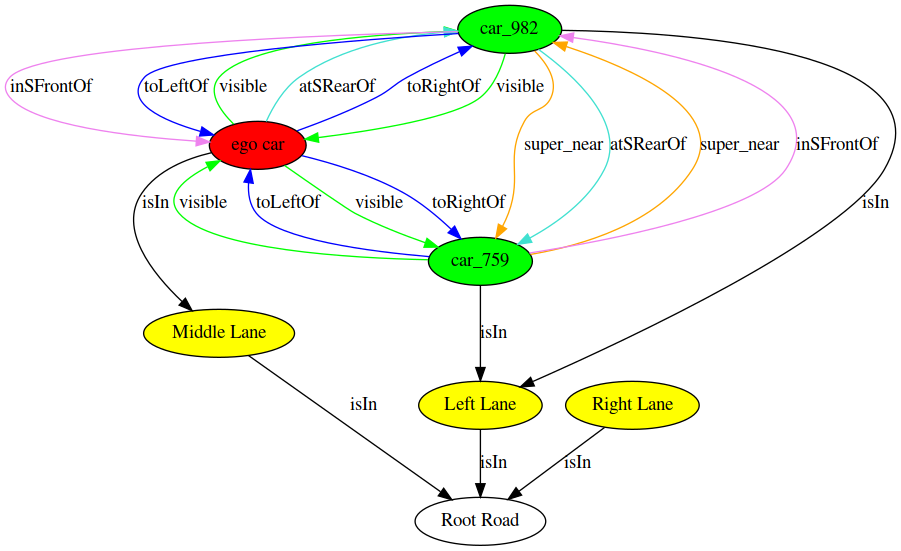 car_982
inSFrontOf
toLeftOf
visible
atSRearOf
toRightOf
visible
ego car
super_near
atSRearOf
super_near
inSFrontOf
isIn
visible
toLeftOf
visible
toRightOf
isIn
car_759
Middle Lane
isIn
isIn
Left Lane
Right Lane
isIn
isIn
Root Road